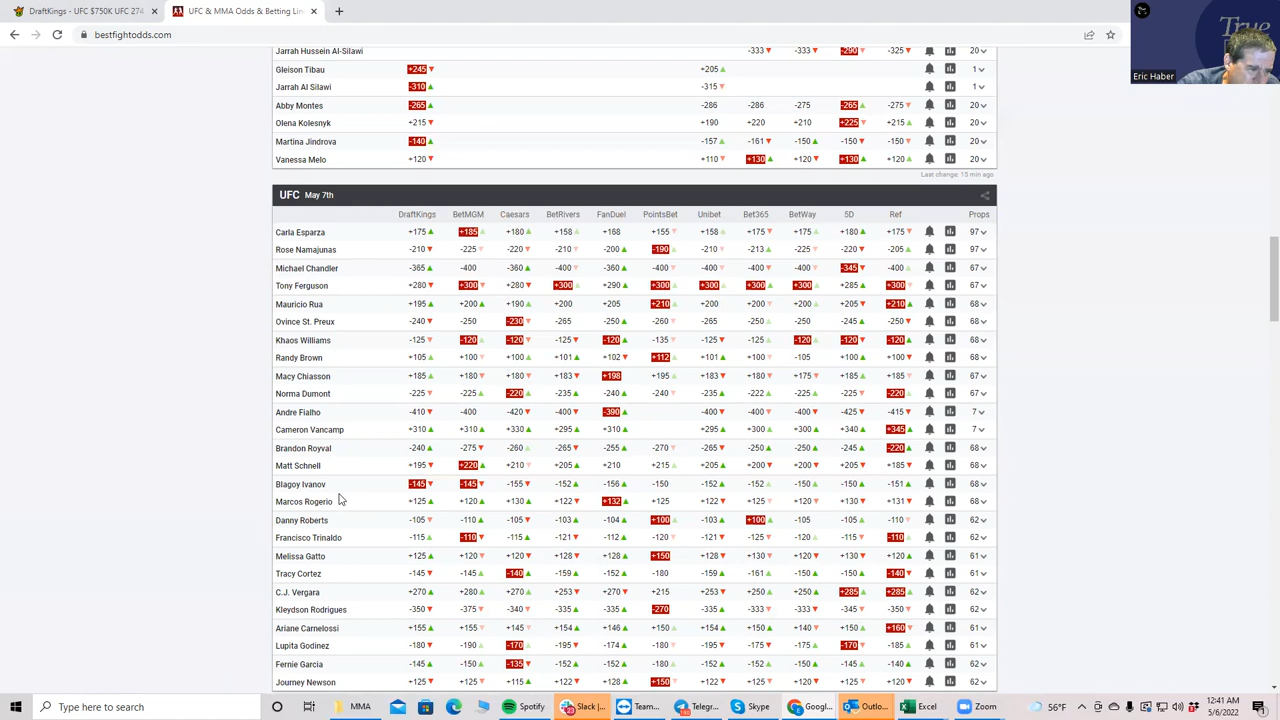 DraftKings - UFC $750K UFC 274
UFC & MMA Odds & Betting Lin
bestfightodds.com
True
Eric Haber
Jarrah Hussein Al-Silawi -333 -333 -290 -325 20
Gleison Tibau +245 +205 1
Jarrah Al Silawi -310 -315 1
Abby Montes -265 -286 -286 -275 -265 -275 20
Olena Kolesnyk +215 +190 +220 +210 +225 +215 20
Martina Jindrova -140 -157 -161 -150 -150 -150 20
Vanessa Melo +120 +110 +130 +120 +130 +120 20
Last change: 15 min ago
UFC May 7th
DraftKings BetMGM Caesars BetRivers FanDuel PointsBet Unibet Bet365 BetWay 5D Ref Props
Carla Esparza +175 +185 +180 +158 +168 +155 +158 +175 +175 +180 +175 97
Rose Namajunas -210 -225 -220 -210 -200 -190 -210 -213 -225 -220 -205 97
Michael Chandler -365 -400 -360 -400 -360 -400 -400 -400 -400 -345 -400 67
Tony Ferguson +280 +300 +280 +300 +290 +300 +300 +300 +300 +285 +300 67
Mauricio Rua +195 +200 +190 +200 +205 +210 +200 +200 +200 +205 +210 68
Ovince St. Preux -240 -250 -230 -265 -250 -260 -265 -250 -250 -245 -250 68
Khaos Williams -125 -120 -120 -125 -120 -135 -125 -125 -120 -120 -120 68
Randy Brown +105 +100 +100 +101 +102 +112 +101 +100 -105 +100 +100 68
Macy Chiasson +185 +180 +180 +183 +198 +195 +183 +180 +175 +185 +185 67
Norma Dumont -225 -225 -220 -235 -240 -240 -235 -222 -225 -225 -220 67
Andre Fialho -410 -400 -420 -400 -390 -400 -400 -400 -425 -415 7
Cameron Vancamp +310 +310 +330 +295 +310 +295 +300 +300 +340 +345 7
Brandon Royval -240 -275 -260 -265 -255 -270 -265 -250 -250 -245 -220 68
Matt Schnell +195 +220 +210 +205 +210 +215 +205 +200 +200 +205 +185 68
Blagoy Ivanov -145 -145 -155 -152 -156 -150 -152 -152 -150 -150 -151 68
Marcos Rogerio +125 +120 +130 +122 +132 +125 +122 +125 +120 +130 +131 68
Danny Roberts -105 -110 -105 -103 -104 +100 -103 +100 -105 -105 -110 62
Francisco Trinaldo -115 -110 -115 -121 -112 -120 -121 -125 -120 -115 -110 62
Melissa Gatto +125 +120 +120 +128 +126 +150 +128 +130 +120 +130 +120 61
Tracy Cortez -145 -145 -140 -159 -152 -180 -159 -161 -150 -150 -140 61
C.J. Vergara +270 +280 +270 +253 +270 +215 +253 +250 +250 +285 +285 62
Kleydson Rodrigues -350 -375 -340 -335 -335 -270 -335 -333 -333 -345 -350 62
Ariane Carnelossi +155 +155 +145 +154 +146 +150 +154 +150 +140 +150 +160 61
Lupita Godinez -180 -190 -170 -195 -174 -180 -195 -175 -175 -170 -185 61
Fernie Garcia -145 -150 -135 -152 -152 -180 -152 -152 -150 -145 -140 62
Journey Newson +125 +125 +115 +122 +128 +150 +122 +125 +120 +125 +120 62
Type here to search
MMA
Spotify
Slack |...
Team...
Telegr...
Skype
Googl...
Outlo...
Excel
56°F
12:41 AM
5/6/2022